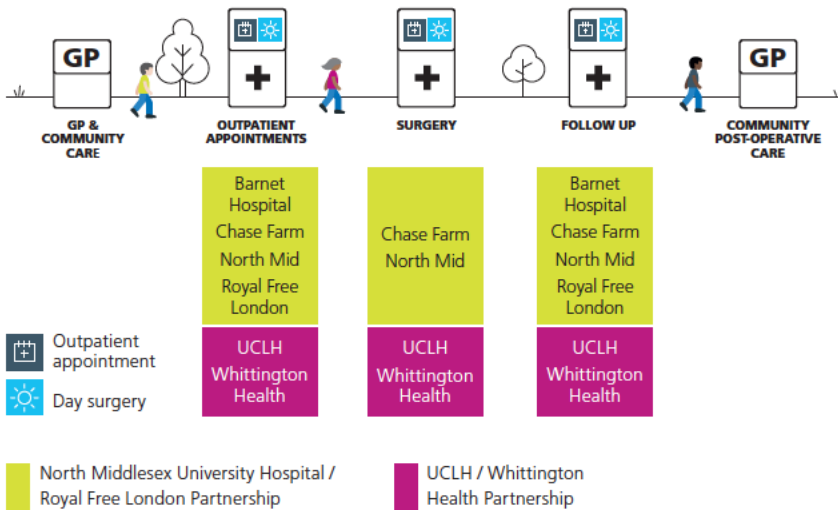 GP
GP
GP &
COMMUNITY
CARE
OUTPATIENT
APPOINTMENTS
SURGERY
FOLLOW UP
COMMUNITY
POST-OPERATIVE
CARE
Barnet
Hospital
Chase Farm
North Mid
Royal Free
London
UCLH
Whittington
Health
Chase Farm
North Mid
UCLH
Whittington
Health
Barnet
Hospital
Chase Farm
North Mid
Royal Free
London
UCLH
Whittington
Health
Outpatient
appointment
Day surgery
North Middlesex University Hospital /
Royal Free London Partnership
UCLH / Whittington
Health Partnership